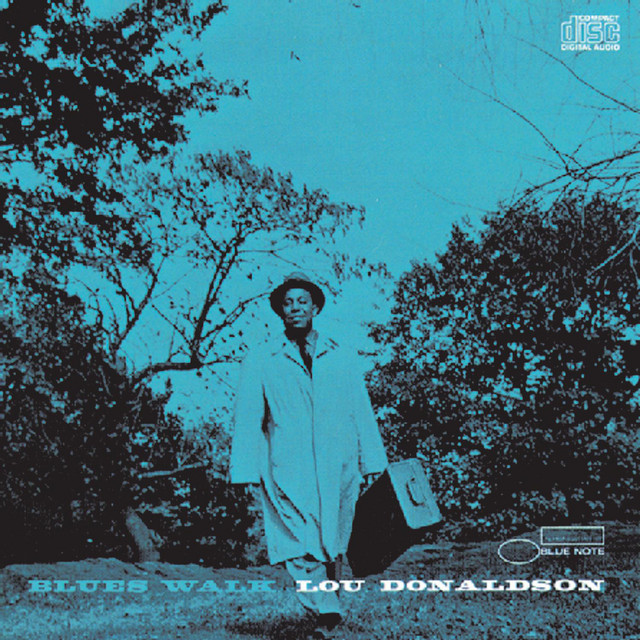 COMPACT
disc
DIGITAL AUDIO
BLUE NOTE
BLUES WALK LOU DONALDSON